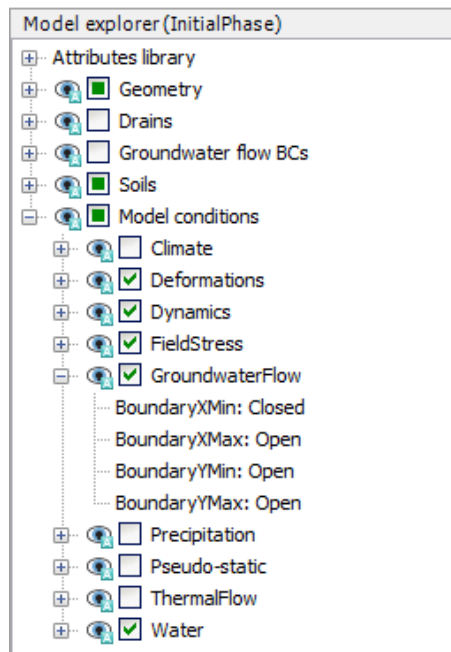 Model explorer (InitialPhase)
Attributes library
Geometry
Drains
Groundwater flow BCs
Soils
Model conditions
Climate
Deformations
Dynamics
FieldStress
GroundwaterFlow
BoundaryXMin: Closed
BoundaryXMax: Open
BoundaryYMin: Open
BoundaryYMax: Open
Precipitation
Pseudo-static
ThermalFlow
Water